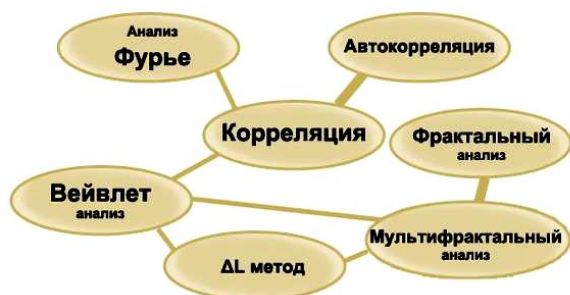 Анализ
Фурье
Автокорреляция
Корреляция
Фрактальный
анализ
Вейвлет
анализ
Мультифрактальный
анализ
ΔL метод